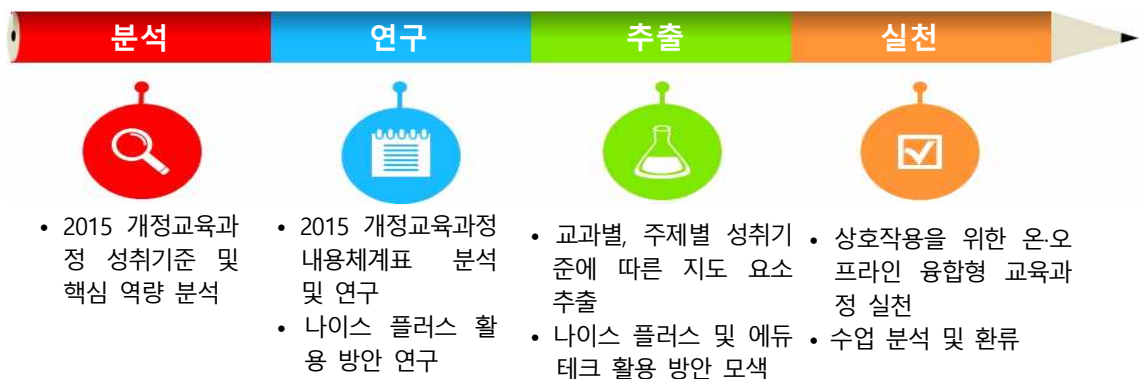 분석
연구
추출
실천
• 2015 개정교육과
정 성취기준 및
핵심 역량 분석
• 2015 개정교육과정
내용체계표 분석
및 연구
• 나이스 플러스 활
용 방안 연구
• 교과별, 주제별 성취기
준에 따른 지도 요소
추출
• 나이스 플러스 및 에듀
테크 활용 방안 모색
• 상호작용을 위한 온·오
프라인 융합형 교육과
정 실천
• 수업 분석 및 환류